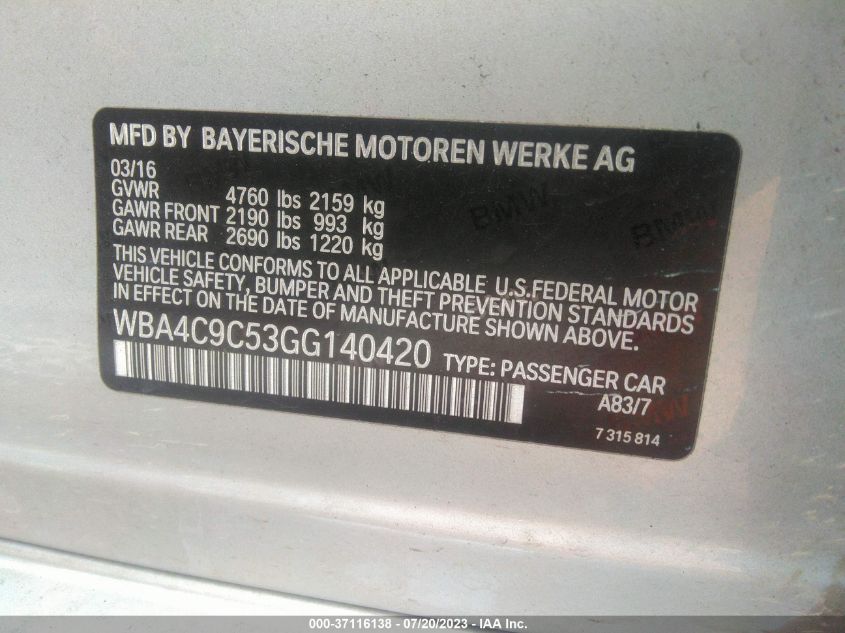 MFD BY BAYERISCHE MOTOREN WERKE AG
03/16
GVWR 4760 lbs 2159 kg
GAWR FRONT 2190 lbs 993 kg
GAWR REAR 2690 lbs 1220 kg
THIS VEHICLE CONFORMS TO ALL APPLICABLE U.S.FEDERAL MOTOR
VEHICLE SAFETY, BUMPER AND THEFT PREVENTION STANDARDS
IN EFFECT ON THE DATE OF MANUFACTURE SHOWN ABOVE.
WBA4C9C53GG140420 TYPE: PASSENGER CAR
A83/7
7 315 814
BMW
BMW
BMW
000-37116138 - 07/20/2023 - IAA Inc.